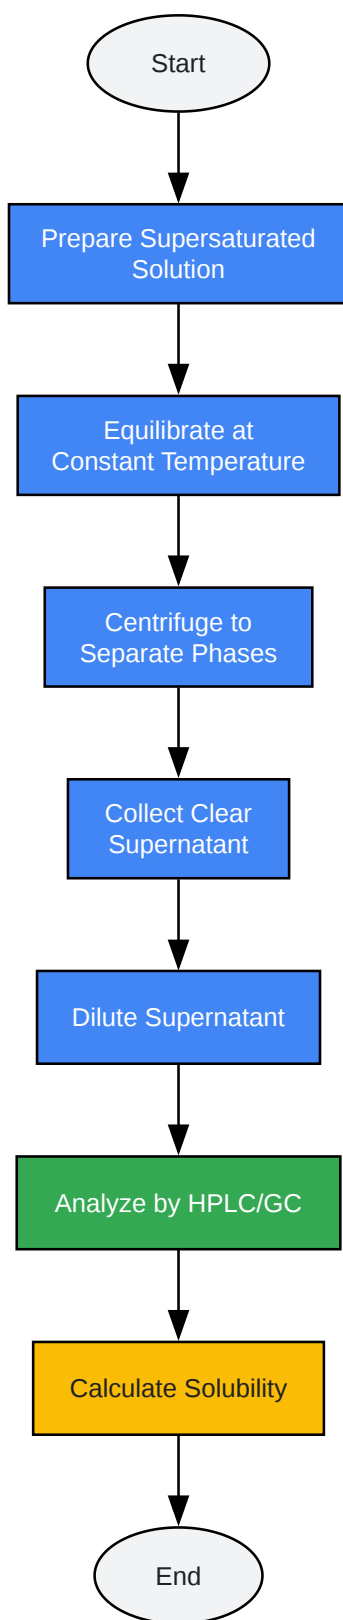 Start
Prepare Supersaturated
Solution
Equilibrate at
Constant Temperature
Centrifuge to
Separate Phases
Collect Clear
Supernatant
Dilute Supernatant
Analyze by HPLC/GC
Calculate Solubility
End